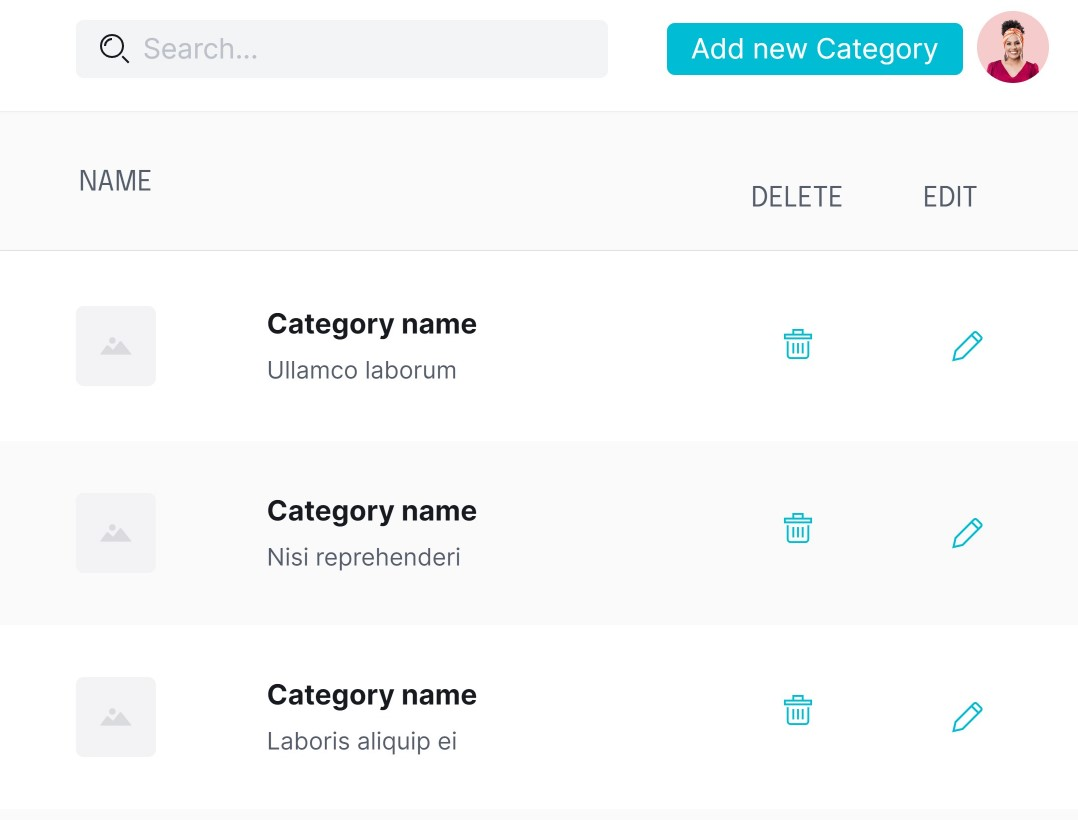 Search...
Add new Category
NAME
DELETE
EDIT
Category name
Ullamco laborum
Category name
Nisi reprehenderi
Category name
Laboris aliquip ei